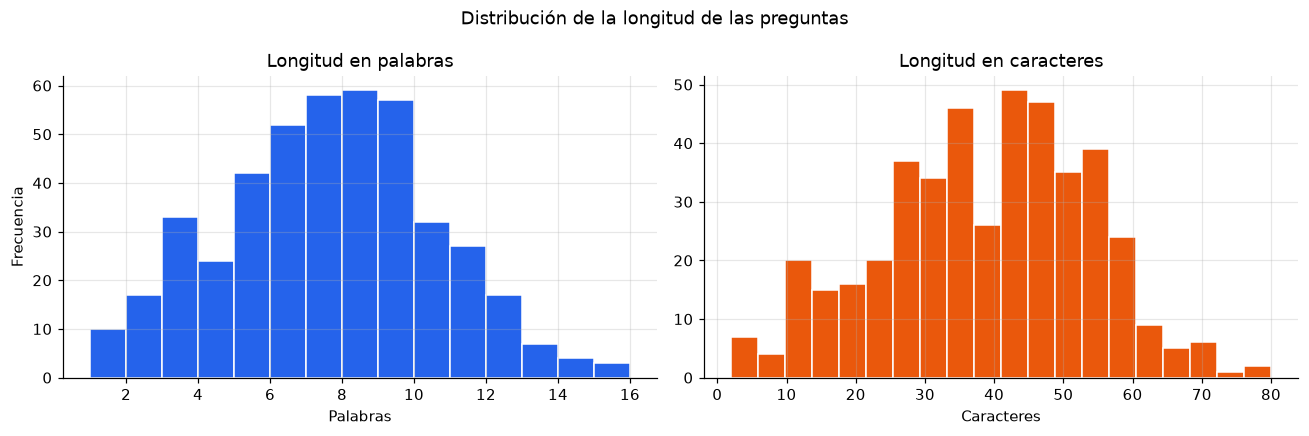 Distribución de la longitud de las preguntas
Longitud en palabras
60
50
40
30
20
10
0
Frecuencia
2 4 6 8 10 12 14 16
Palabras
Longitud en caracteres
50
40
30
20
10
0
0 10 20 30 40 50 60 70 80
Caracteres